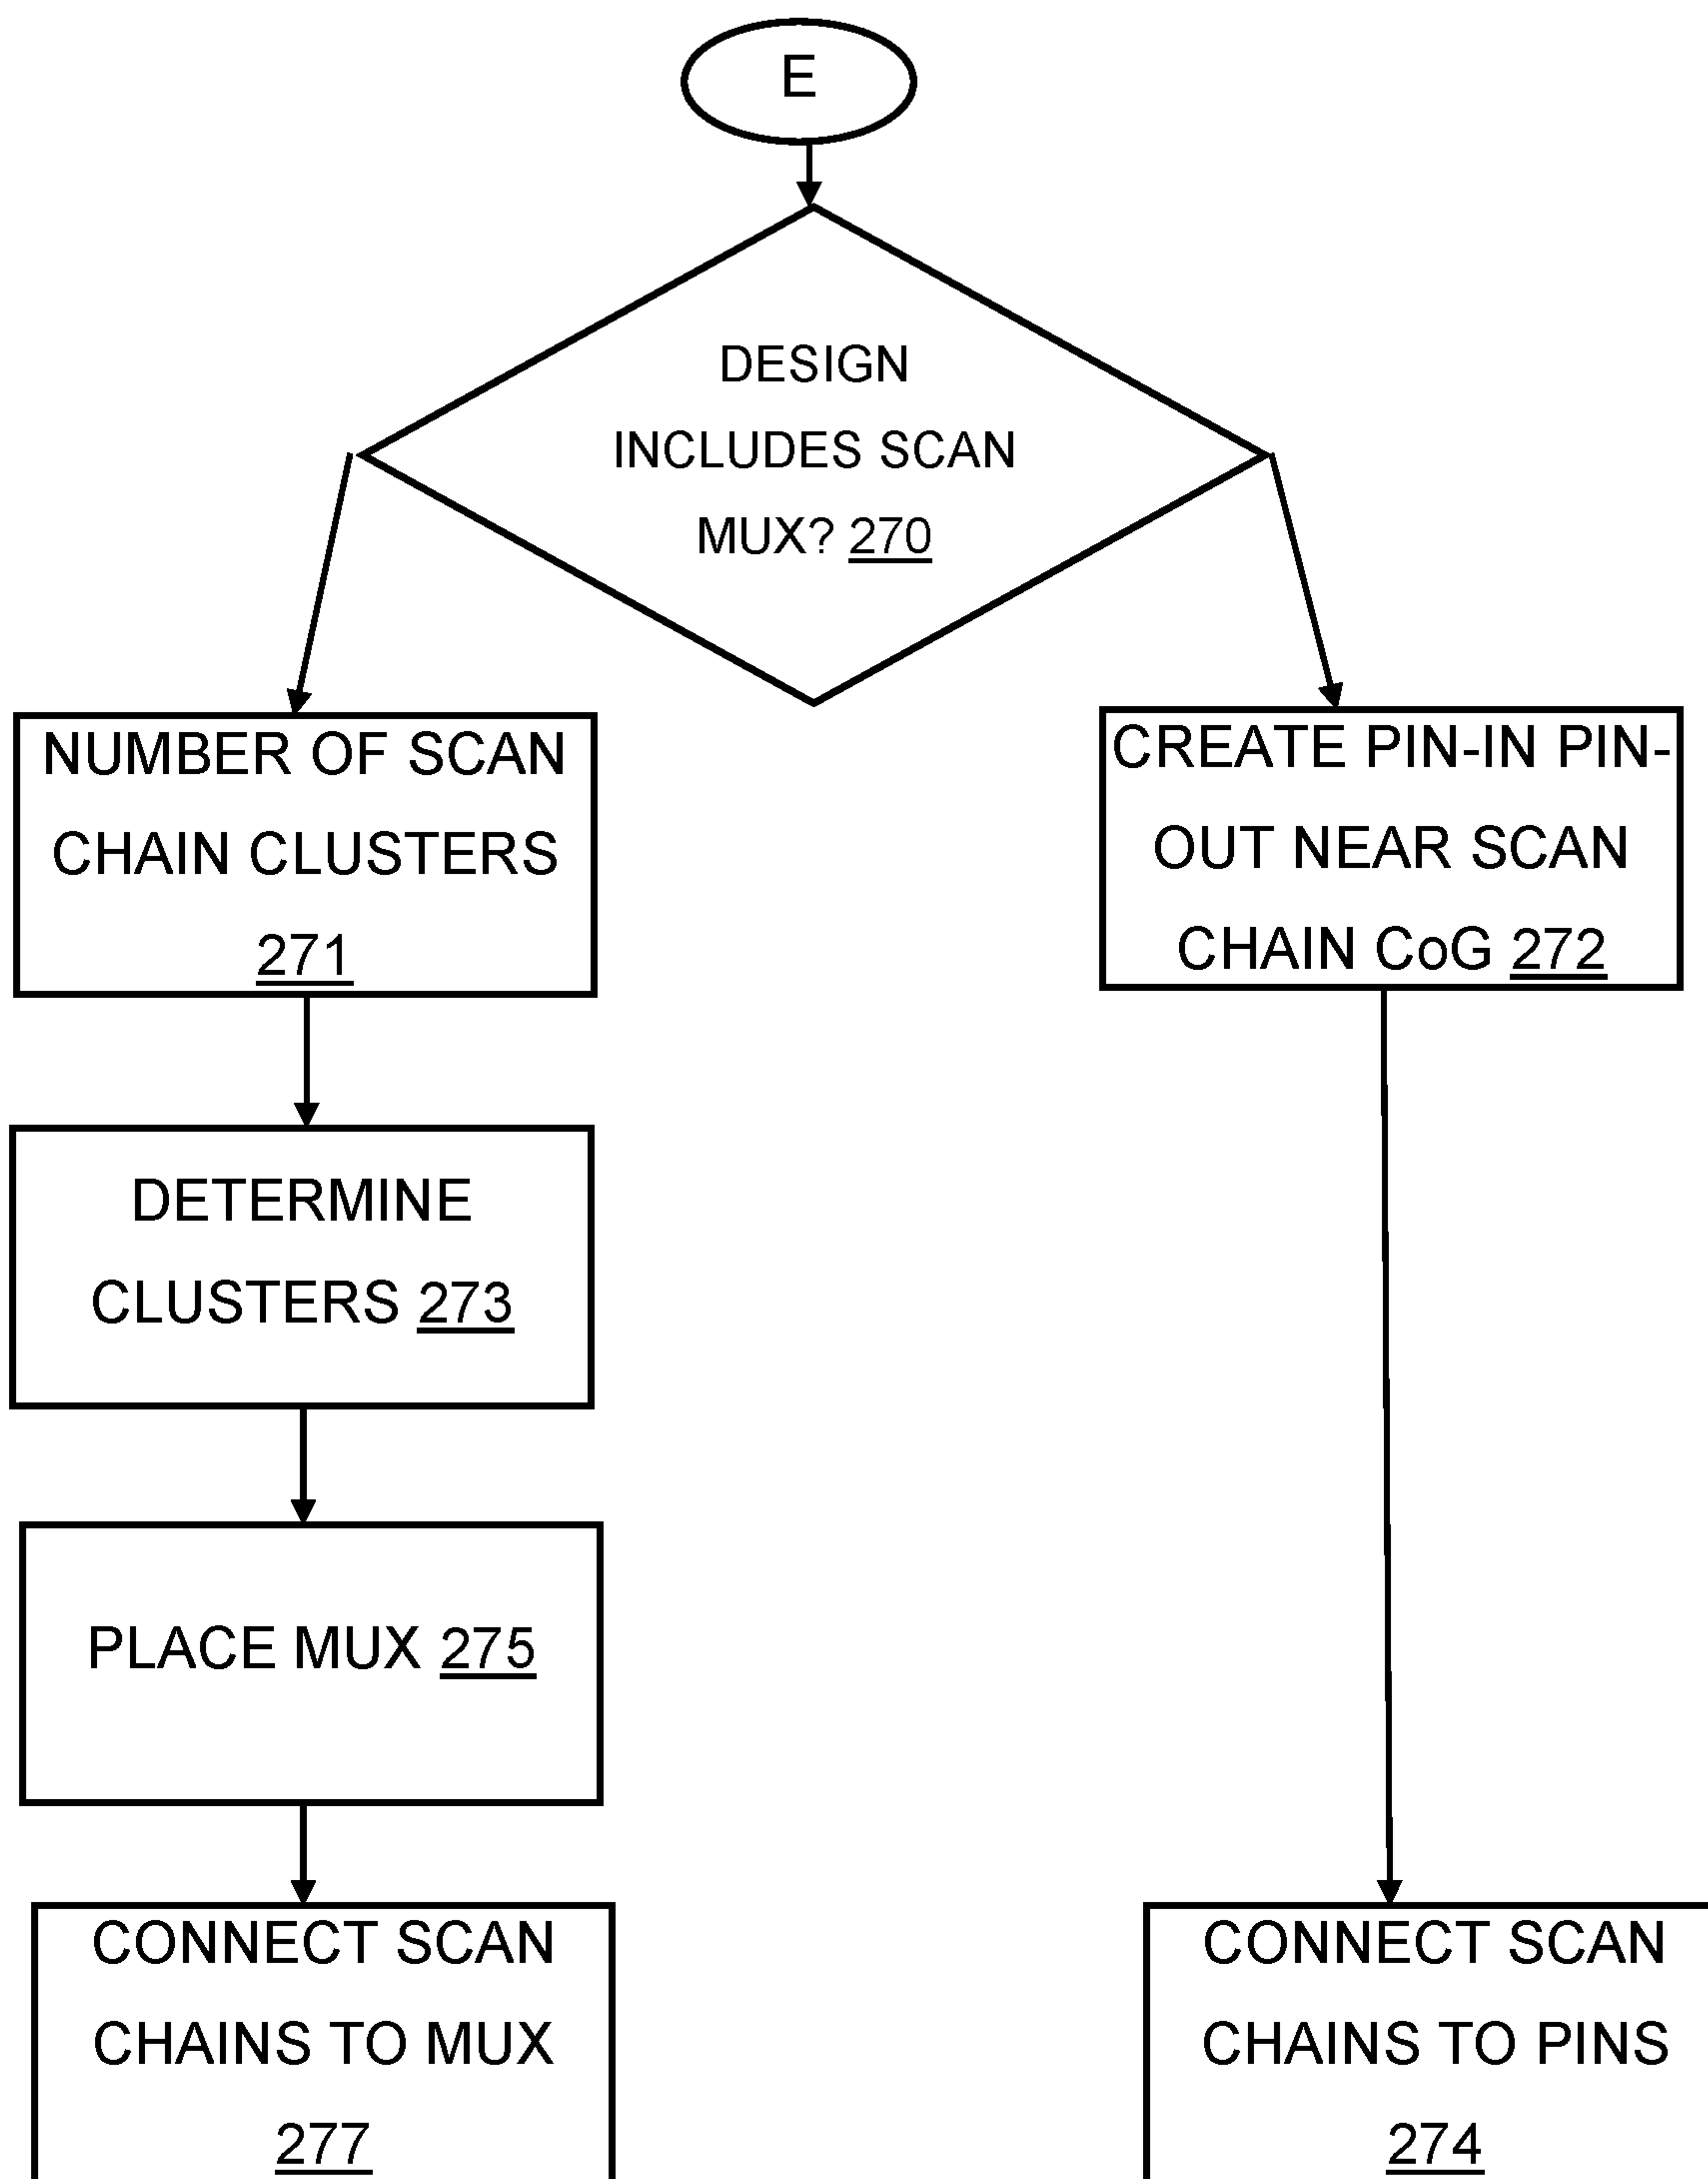 E
DESIGN
INCLUDES SCAN
MUX? 270
NUMBER OF SCAN
CHAIN CLUSTERS
271
CREATE PIN-IN PIN-
OUT NEAR SCAN
CHAIN CoG 272
DETERMINE
CLUSTERS 273
PLACE MUX 275
CONNECT SCAN
CHAINS TO MUX
277
CONNECT SCAN
CHAINS TO PINS
274